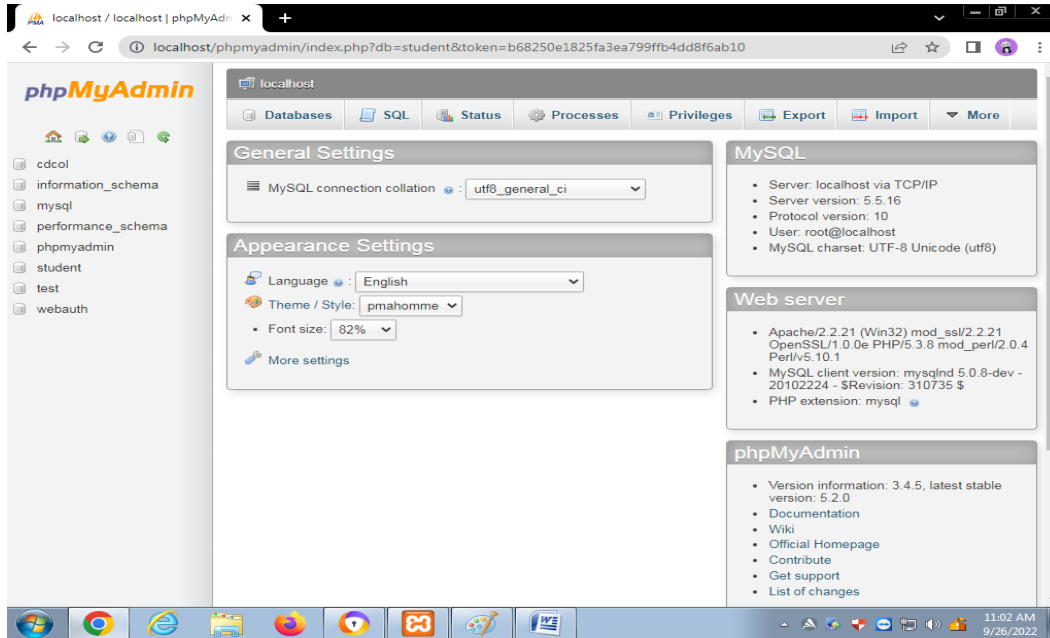 localhost / localhost | phpMyAdn
localhost/phpmyadmin/index.php?db=student&token=b68250e1825fa3ea799ffb4dd8f6ab10
phpMyAdmin
cdcol
information_schema
mysql
performance_schema
phpmyadmin
student
test
webauth
localhost
Databases SQL Status Processes Privileges Export Import More
General Settings
MySQL connection collation : utf8_general_ci
Appearance Settings
Language : English
Theme / Style: pmahomme
Font size: 82%
More settings
MySQL
Server: localhost via TCP/IP
Server version: 5.5.16
Protocol version: 10
User: root@localhost
MySQL charset: UTF-8 Unicode (utf8)
Web server
Apache/2.2.21 (Win32) mod_ssl/2.2.21
OpenSSL/1.0.0e PHP/5.3.8 mod_perl/2.0.4
Perl/v5.10.1
MySQL client version: mysqlnd 5.0.8-dev -
20102224 - $Revision: 310735 $
PHP extension: mysql
phpMyAdmin
Version information: 3.4.5, latest stable
version: 5.2.0
Documentation
Wiki
Official Homepage
Contribute
Get support
List of changes
11:02 AM
9/26/2022